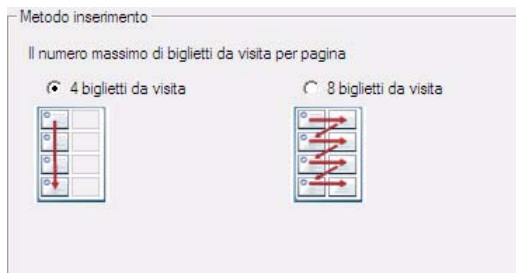 Metodo inserimento
Il numero massimo di biglietti da visita per pagina
4 biglietti da visita
8 biglietti da visita